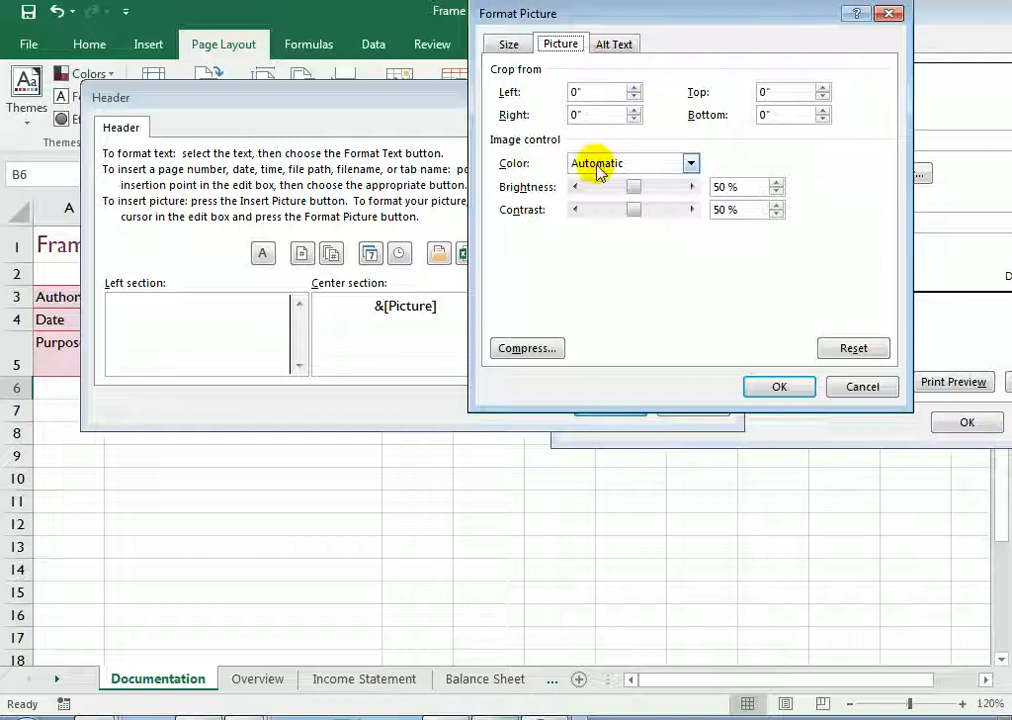 Frame
Format Picture
?
File Home Insert Page Layout Formulas Data Review
Size Picture Alt Text
Colors
Themes
Themes
Header
Header
To format text: select the text, then choose the Format Text button.
To insert a page number, date, time, file path, filename, or tab name: po
insertion point in the edit box, then choose the appropriate button.
To insert picture: press the Insert Picture button. To format your picture,
cursor in the edit box and press the Format Picture button.
A
Left section: Center section:
&[Picture]
Crop from
Left: 0" Top: 0"
Right: 0" Bottom: 0"
Image control
Color: Automatic
Brightness: 50 %
Contrast: 50 %
Compress... Reset
OK Cancel
Print Preview
OK
B6
A
1 Fram
2
3 Author
4 Date
5 Purpos
6
7
8
9
10
11
12
13
14
15
16
17
18
Documentation Overview Income Statement Balance Sheet ...
Ready 120%